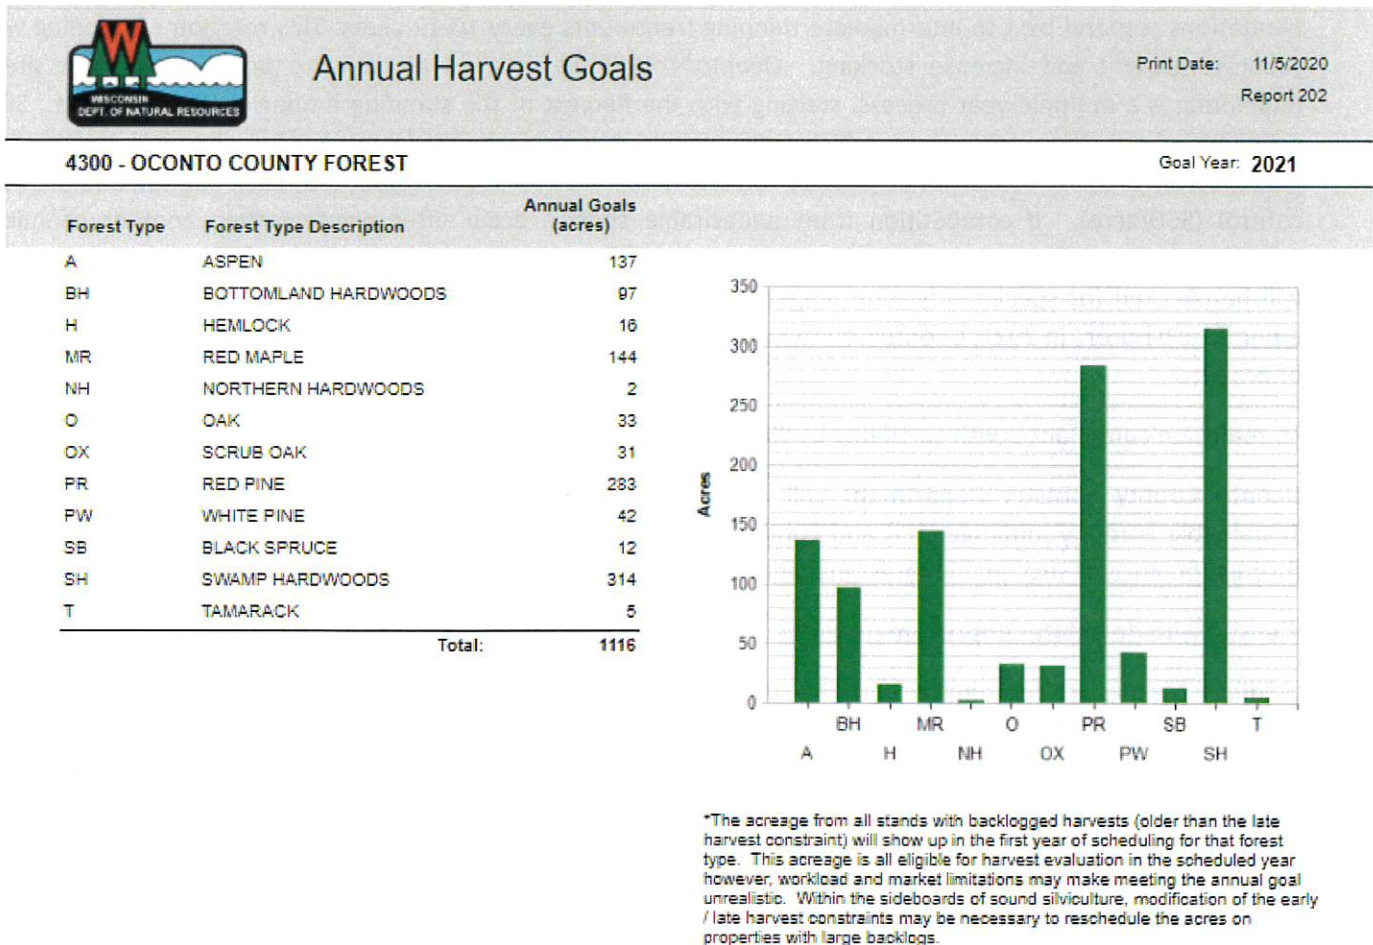 W
WISCONSIN
DEPT. OF NATURAL RESOURCES
Annual Harvest Goals
Print Date: 11/5/2020
Report 202
4300 - OCONTO COUNTY FOREST
Goal Year: 2021
Forest Type Forest Type Description Annual Goals (acres)
A ASPEN 137
BH BOTTOMLAND HARDWOODS 97
H HEMLOCK 16
MR RED MAPLE 144
NH NORTHERN HARDWOODS 2
O OAK 33
OX SCRUB OAK 31
PR RED PINE 283
PW WHITE PINE 42
SB BLACK SPRUCE 12
SH SWAMP HARDWOODS 314
T TAMARACK 5
Total: 1116
350
300
250
200
150
100
50
0
Acres
BH MR O PR SB T
A H NH OX PW SH
*The acreage from all stands with backlogged harvests (older than the late
harvest constraint) will show up in the first year of scheduling for that forest
type. This acreage is all eligible for harvest evaluation in the scheduled year
however, workload and market limitations may make meeting the annual goal
unrealistic. Within the sideboards of sound silviculture, modification of the early
/ late harvest constraints may be necessary to reschedule the acres on
properties with large backlogs.